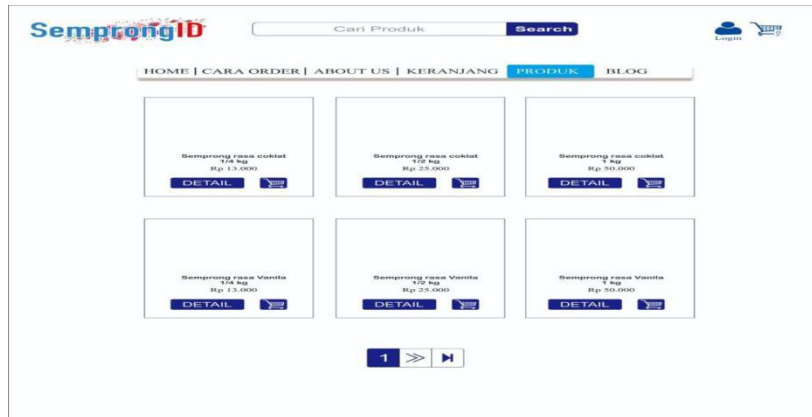 SemprongID
Cari Produk
Search
Login
HOME | CARA ORDER | ABOUT US | KERANJANG PRODUK BLOG
Semprong rasa coklat
1/4 kg
Rp 13.000
DETAIL
Semprong rasa coklat
1/2 kg
Rp 25.000
DETAIL
Semprong rasa coklat
1 kg
Rp 50.000
DETAIL
Semprong rasa Vanila
1/4 kg
Rp 13.000
DETAIL
Semprong rasa Vanila
1/2 kg
Rp 25.000
DETAIL
Semprong rasa Vanila
1 kg
Rp 50.000
DETAIL
1